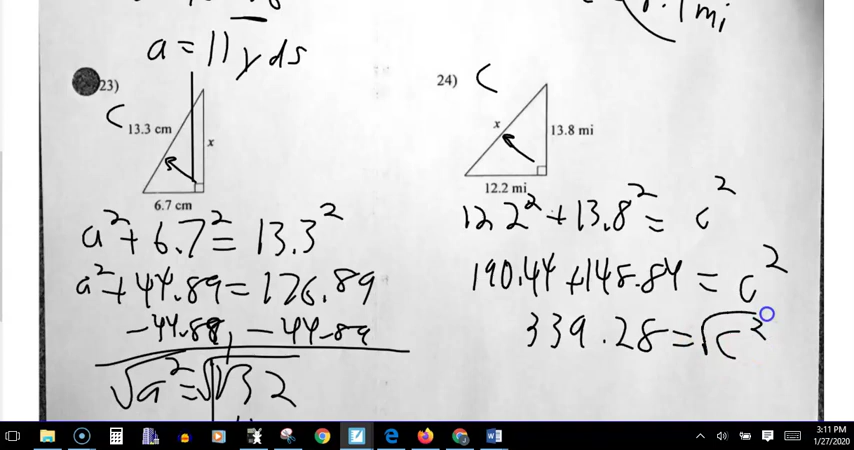 a = 11 yds
.1 mi
23)
C
13.3 cm
x
6.7 cm
a² + 6.7² = 13.3²
a² + 44.89 = 176.89
-44.89, -44.89
√a² = √132
24) C
x
13.8 mi
12.2 mi
12.2² + 13.8² = c²
190.44 + 148.84 = c²
339.28 = √c²
3:11 PM
1/27/2020